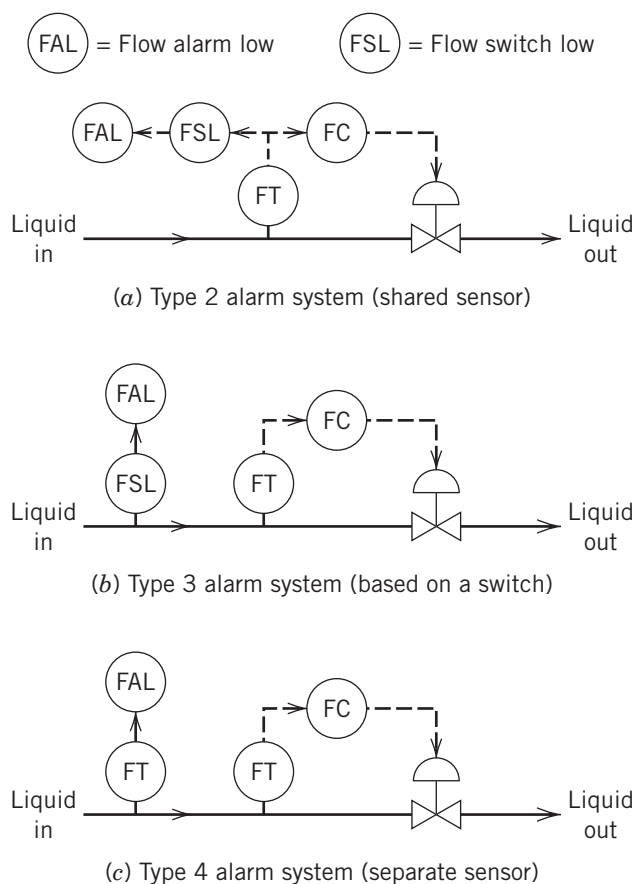 FAL = Flow alarm low FSL = Flow switch low
FAL FSL FC
FT
Liquid in Liquid out
(a) Type 2 alarm system (shared sensor)
FAL
FC
FSL FT
Liquid in Liquid out
(b) Type 3 alarm system (based on a switch)
FAL
FC
FT FT
Liquid in Liquid out
(c) Type 4 alarm system (separate sensor)